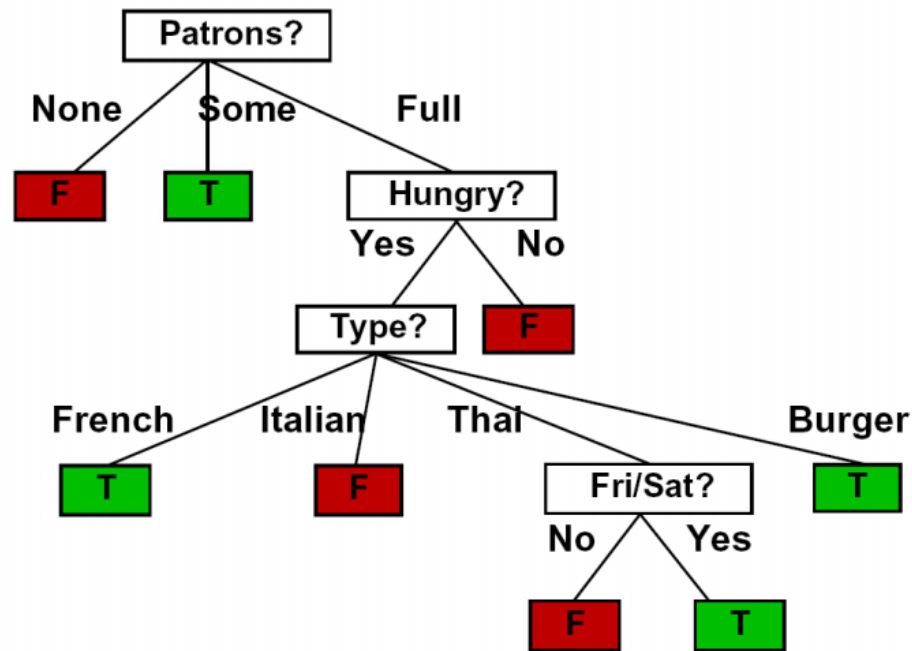 Patrons?
None Some Full
F T Hungry?
Yes No
Type? F
French Italian Thai Burger
T F Fri/Sat? T
No Yes
F T